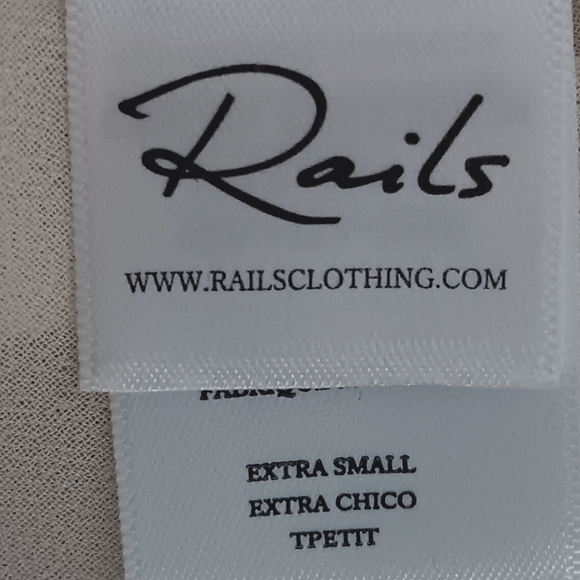 Rails
WWW.RAILSCLOTHING.COM
EXTRA SMALL
EXTRA CHICO
TPETIT